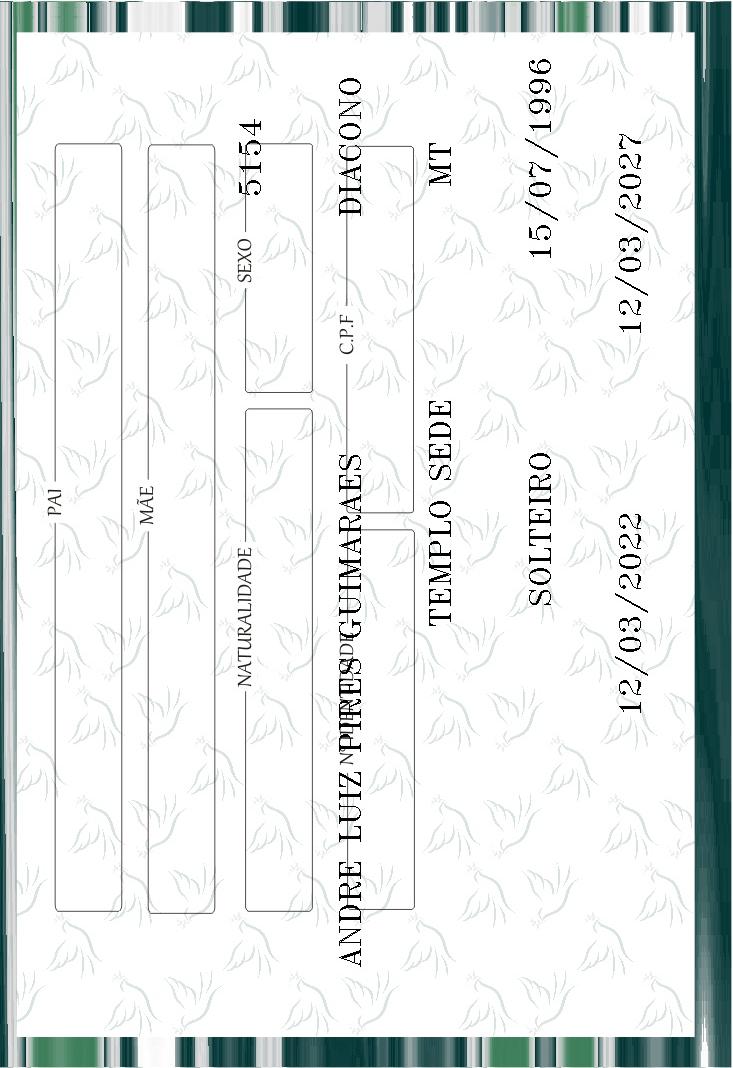 PAI
MÃE
NATURALIDADE SEXO 5154
ANDRE LUIZ PIRES GUIMARAES C.P.F DIACONO
TEMPLO SEDE MT
SOLTEIRO 15/07/1996
12/03/2022 12/03/2027